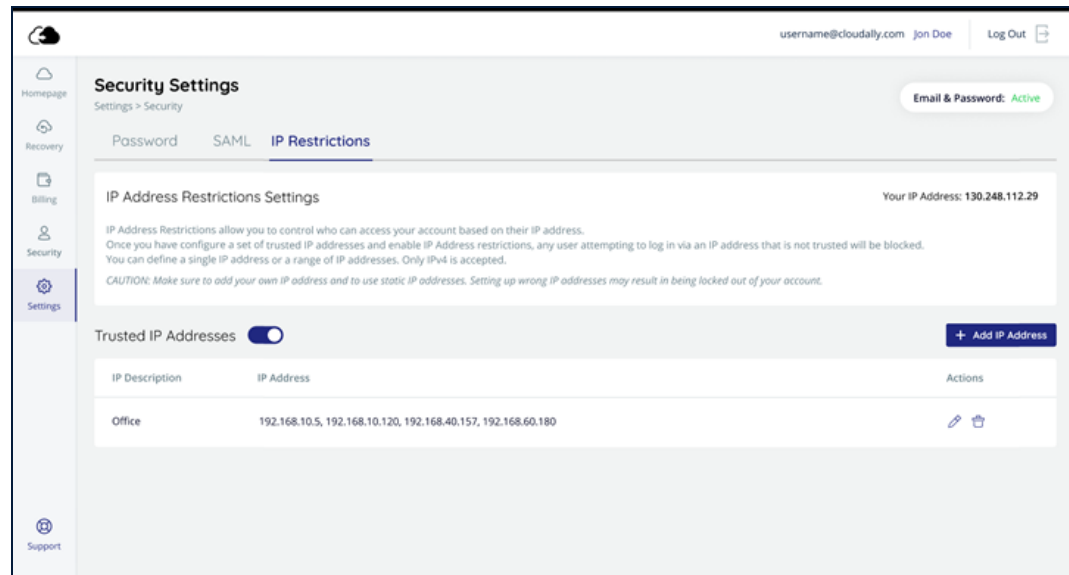 username@cloudally.com Jon Doe Log Out
Homepage
Recovery
Billing
Security
Settings
Support
Security Settings
Settings > Security
Email & Password: Active
Password SAML IP Restrictions
IP Address Restrictions Settings
Your IP Address: 130.248.112.29
IP Address Restrictions allow you to control who can access your account based on their IP address.
Once you have configure a set of trusted IP addresses and enable IP Address restrictions, any user attempting to log in via an IP address that is not trusted will be blocked.
You can define a single IP address or a range of IP addresses. Only IPv4 is accepted.
CAUTION: Make sure to add your own IP address and to use static IP addresses. Setting up wrong IP addresses may result in being locked out of your account.
Trusted IP Addresses
+ Add IP Address
IP Description IP Address Actions
Office 192.168.10.5, 192.168.10.120, 192.168.40.157, 192.168.60.180